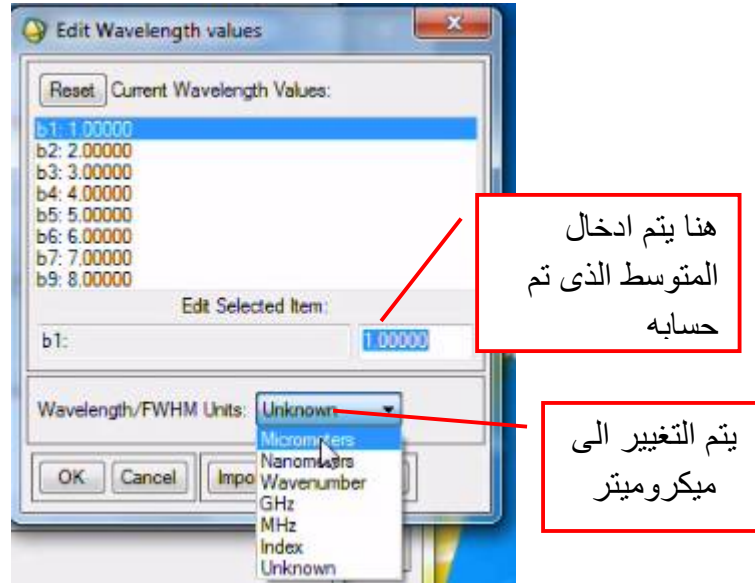 Edit Wavelength values
Reset Current Wavelength Values:
b1: 1.00000
b2: 2.00000
b3: 3.00000
b4: 4.00000
b5: 5.00000
b6: 6.00000
b7: 7.00000
b9: 8.00000
Edit Selected Item:
b1: 1.00000
هنا يتم ادخال
المتوسط الذى تم
حسابه
Wavelength/FWHM Units: Unknown
Micrometers
Nanometers
Wavenumber
GHz
MHz
Index
Unknown
OK Cancel Impo
يتم التغيير الى
ميكروميتر